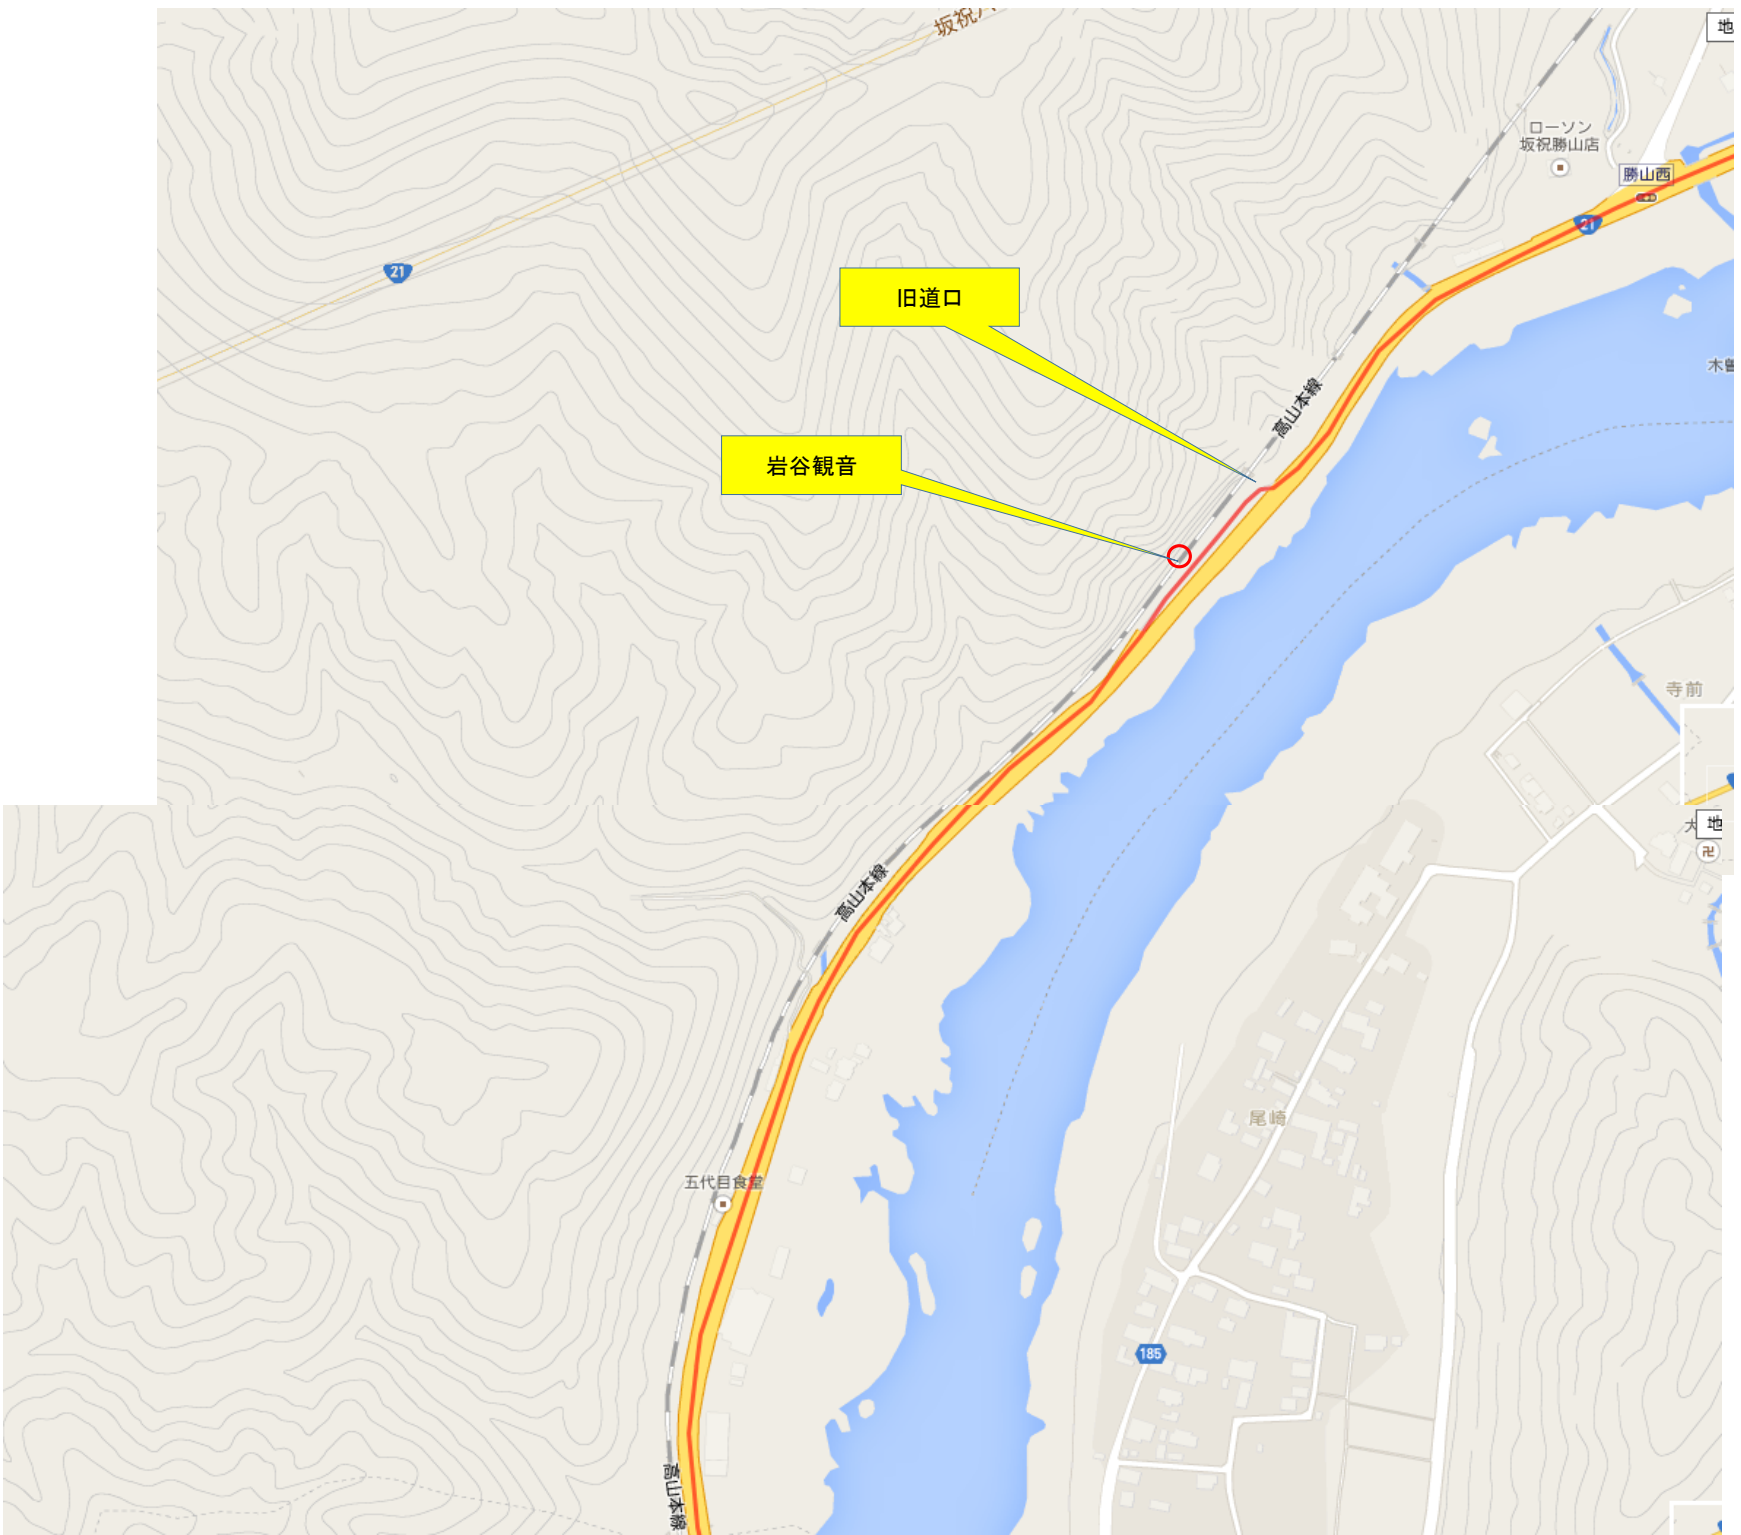 坂祝
地
ローソン
坂祝勝山店
勝山西
21
21
旧道口
木曽
高山本線
岩谷観音
寺前
大
地
高山本線
尾崎
五代目食堂
185
高山本線